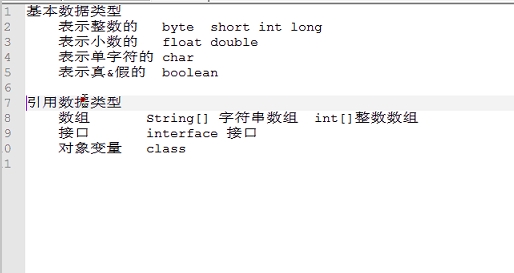 1 基本数据类型
2 表示整数的 byte short int long
3 表示小数的 float double
4 表示单字符的 char
5 表示真&假的 boolean
6
7 引用数据类型
8 数组 String[] 字符串数组 int[]整数数组
9 接口 interface 接口
0 对象变量 class
1